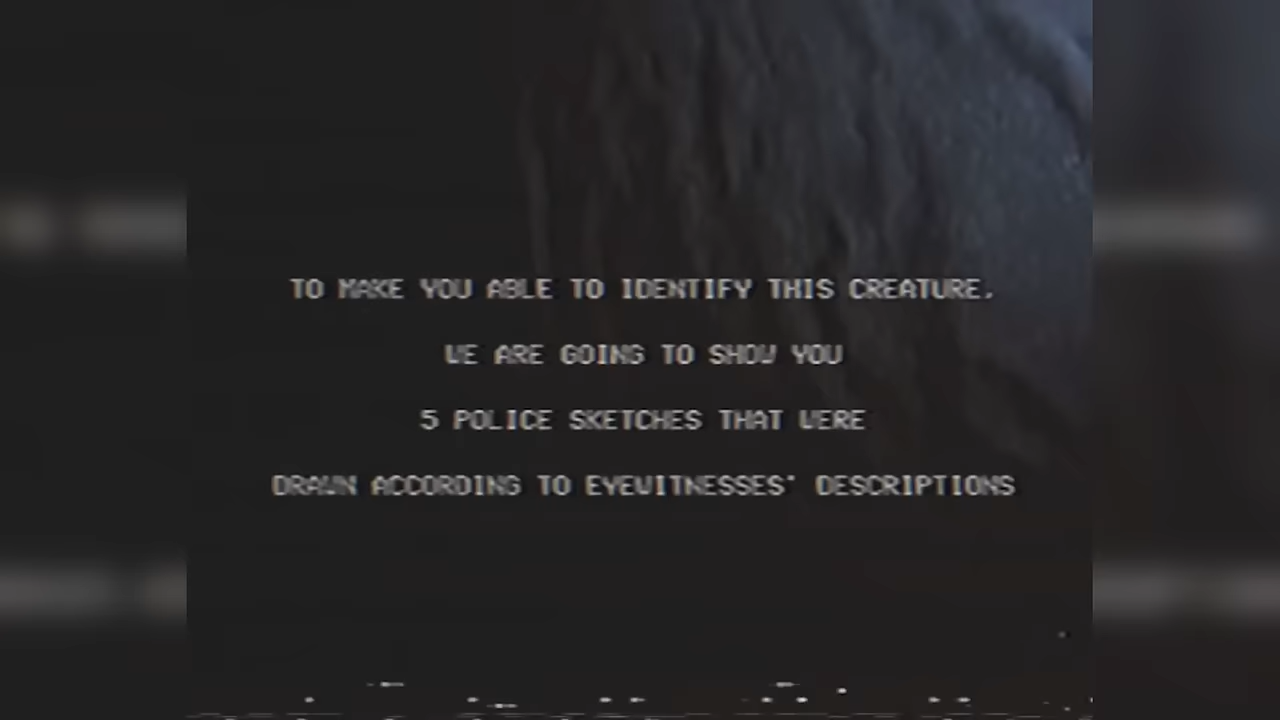 TO MAKE YOU ABLE TO IDENTIFY THIS CREATURE,
WE ARE GOING TO SHOW YOU
5 POLICE SKETCHES THAT WERE
DRAWN ACCORDING TO EYEWITNESSES' DESCRIPTIONS